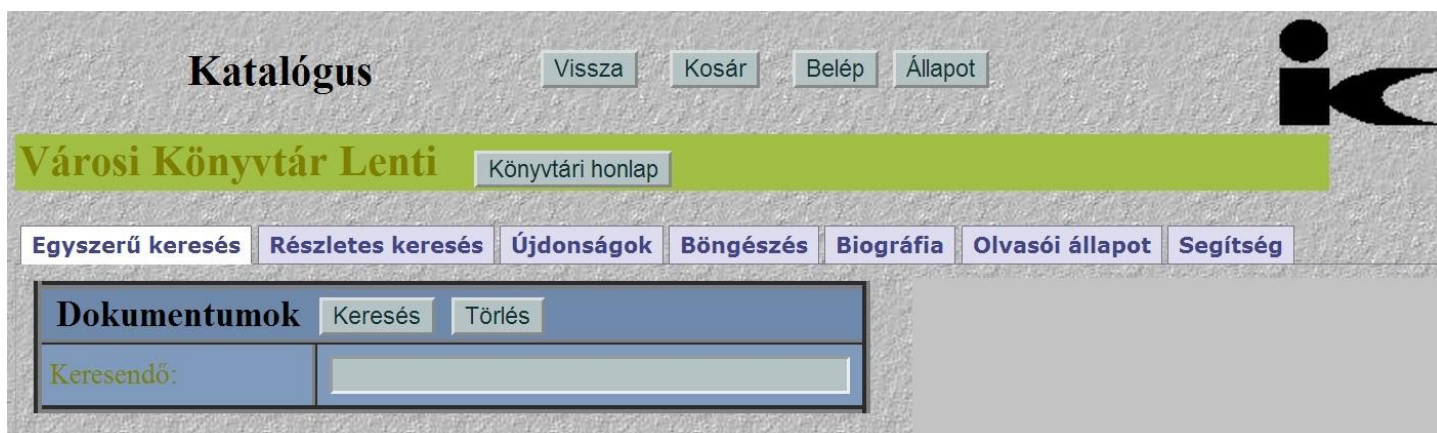 Katalógus Vissza Kosár Belép Állapot
Városi Könyvtár Lenti Könyvtári honlap
Egyszerű keresés Részletes keresés Újdonságok Böngészés Biográfia Olvasói állapot Segítség
Dokumentumok Keresés Törlés
Keresendő: